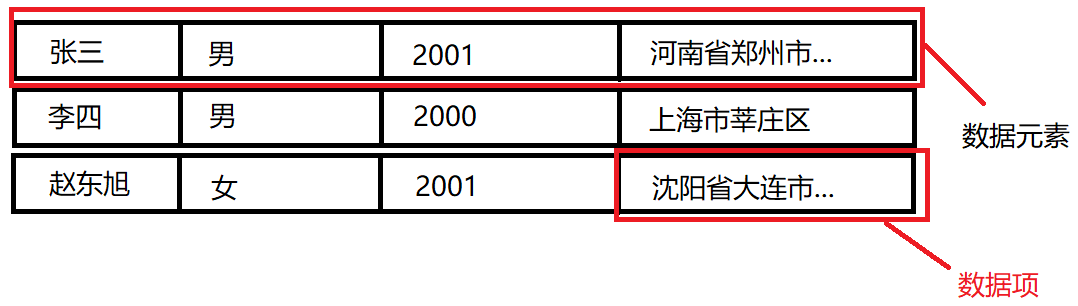 张三 男 2001 河南省郑州市...
李四 男 2000 上海市莘庄区
数据元素
赵东旭 女 2001 沈阳省大连市...
数据项